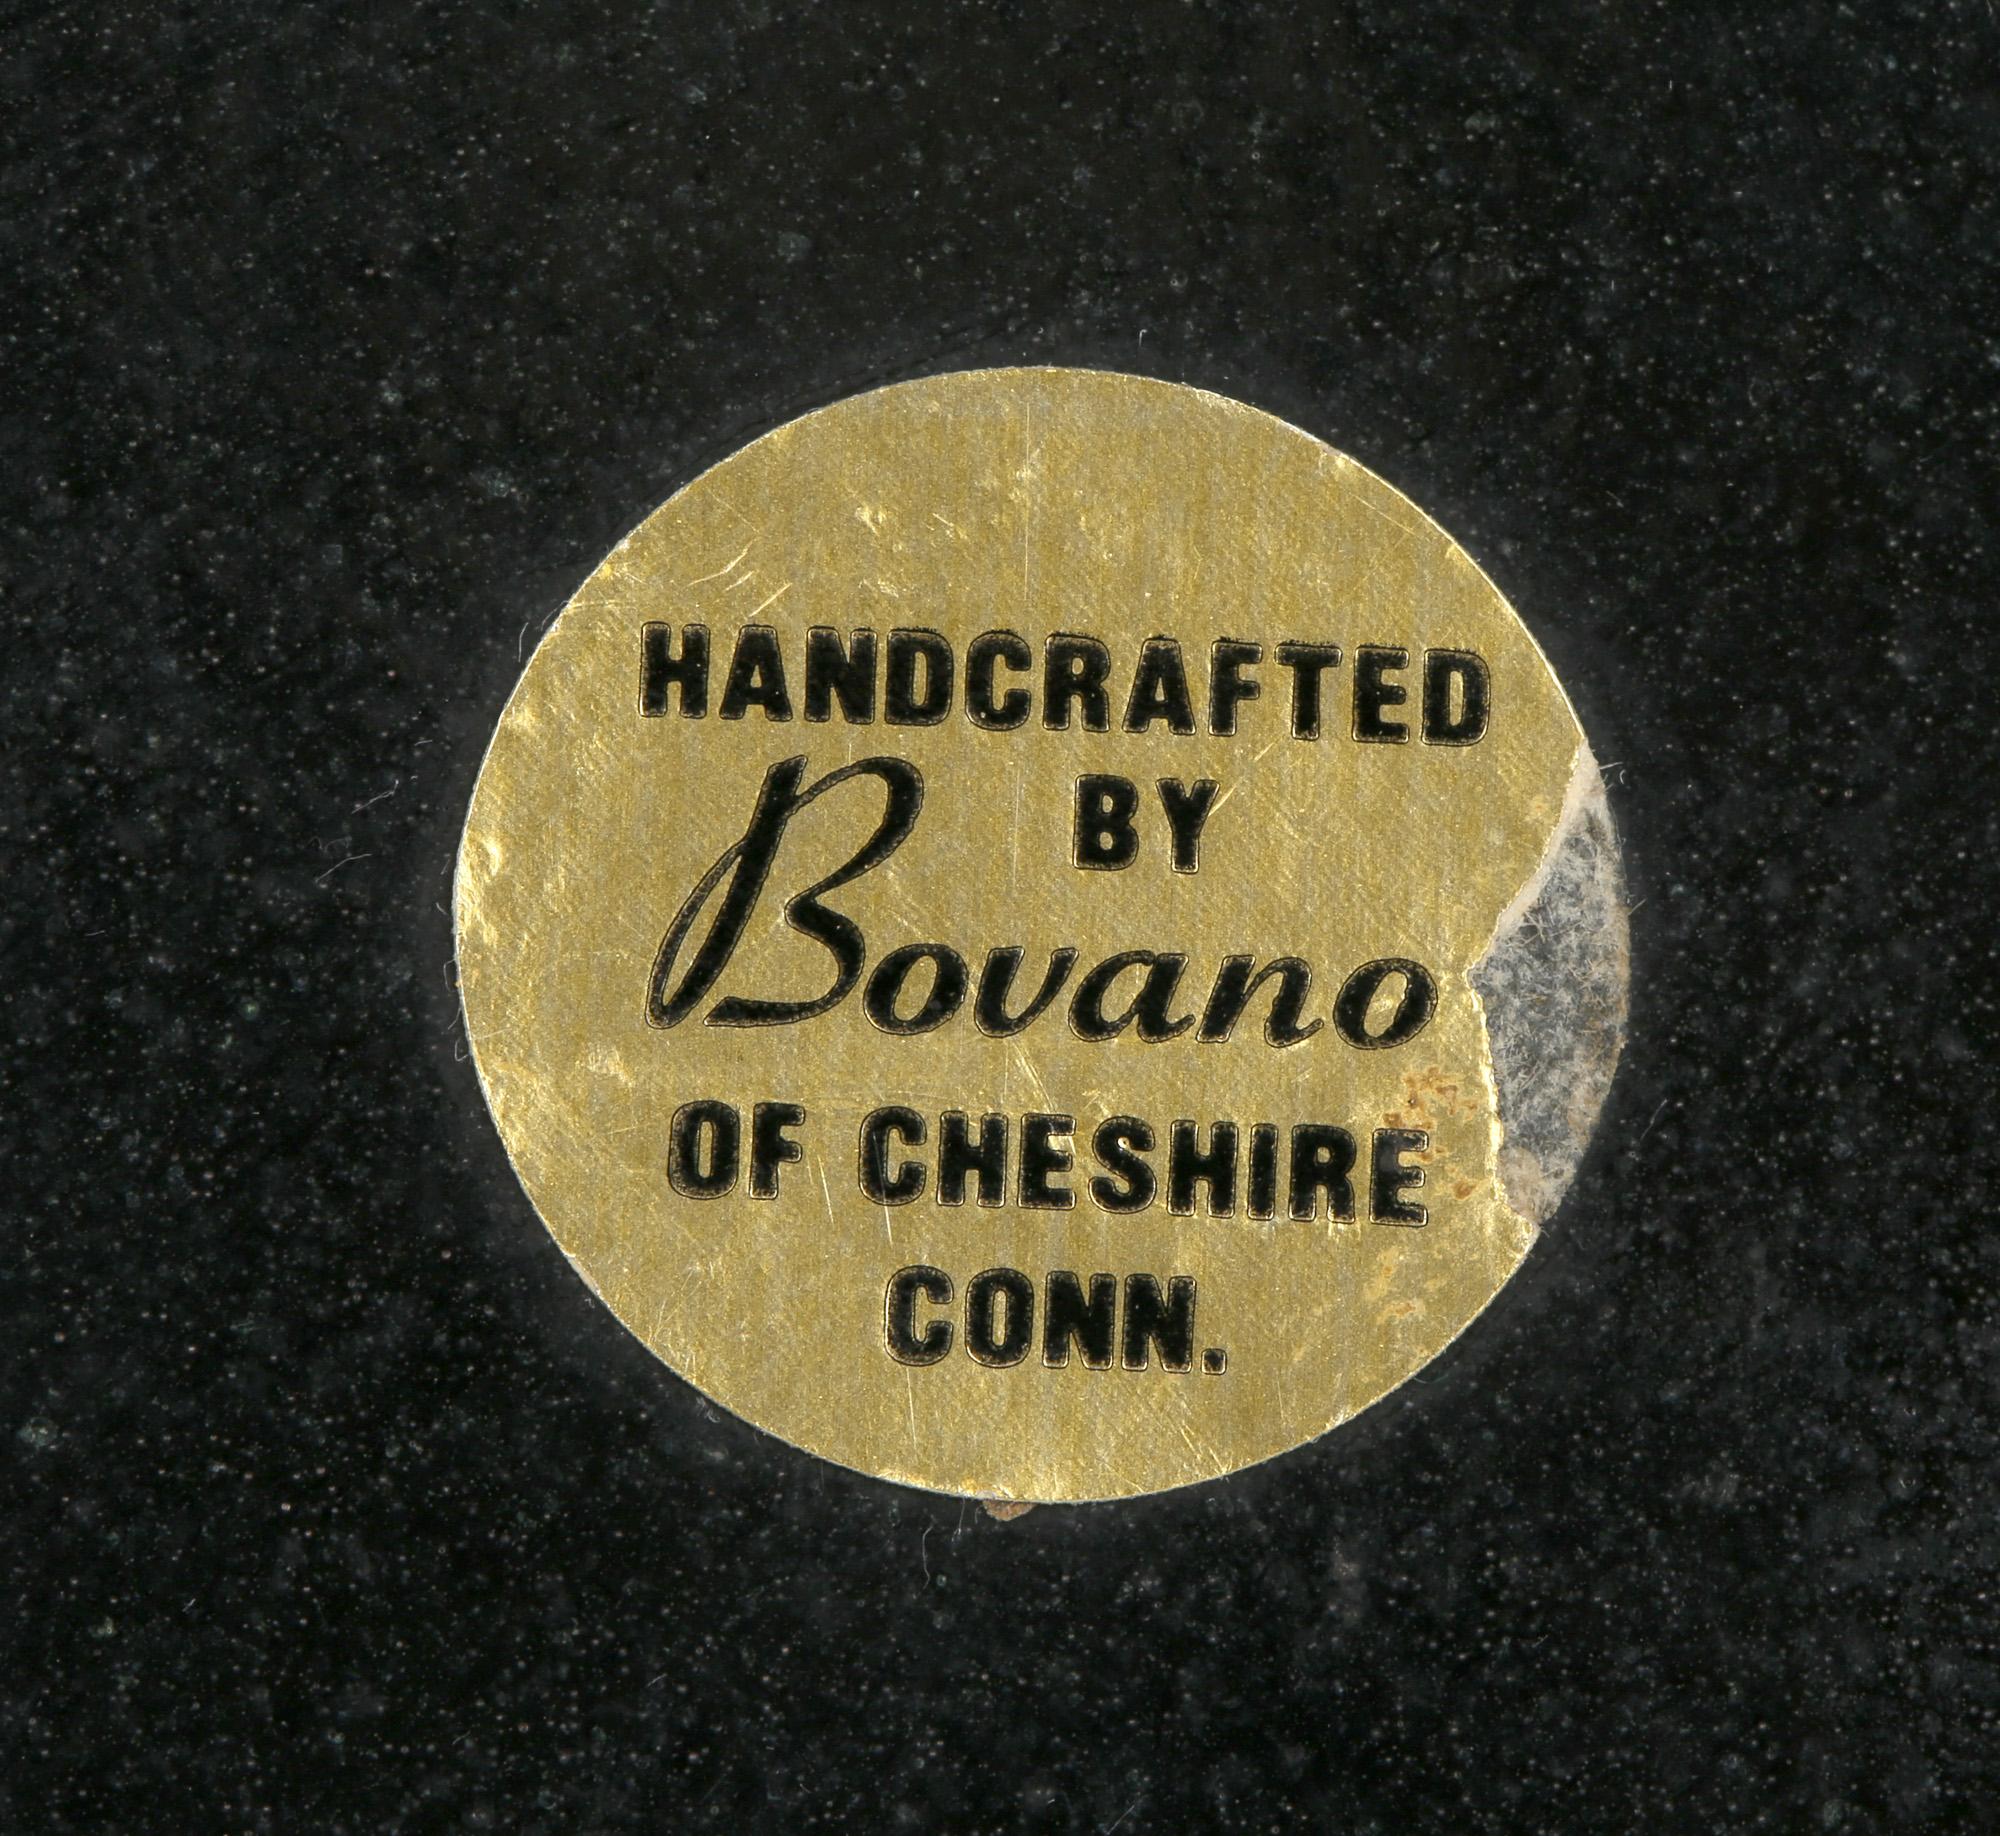 HANDCRAFTED
BY
Bovano
OF CHESHIRE
CONN.